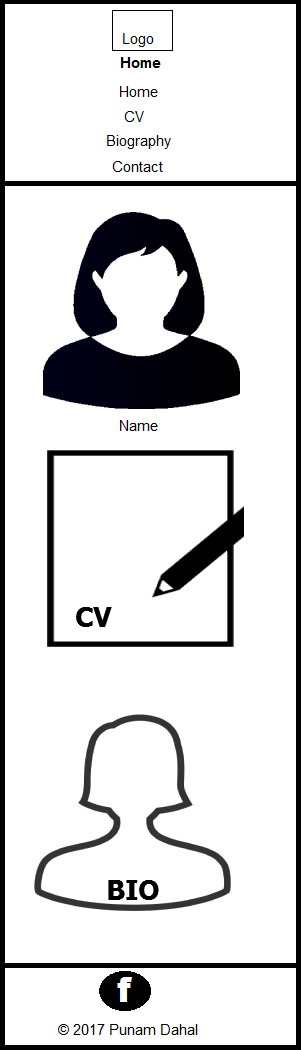 Logo
Home
Home
CV
Biography
Contact
Name
CV
BIO
f
© 2017 Punam Dahal